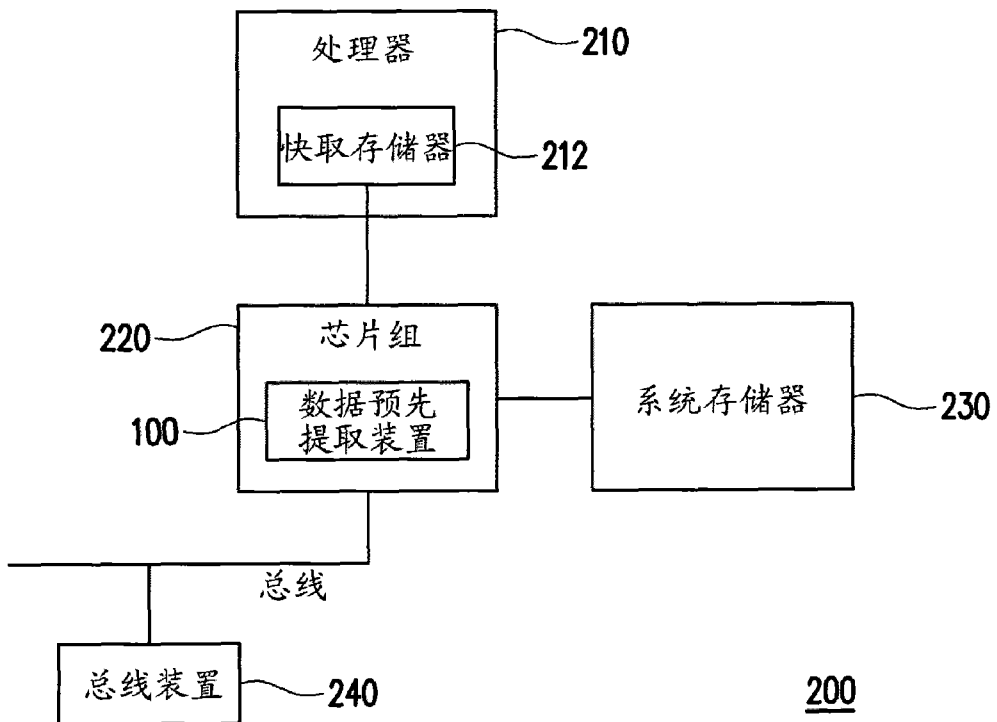 处理器
210
快取存储器
212
220
芯片组
100
数据预先
提取装置
系统存储器
230
总线
总线装置
240
200